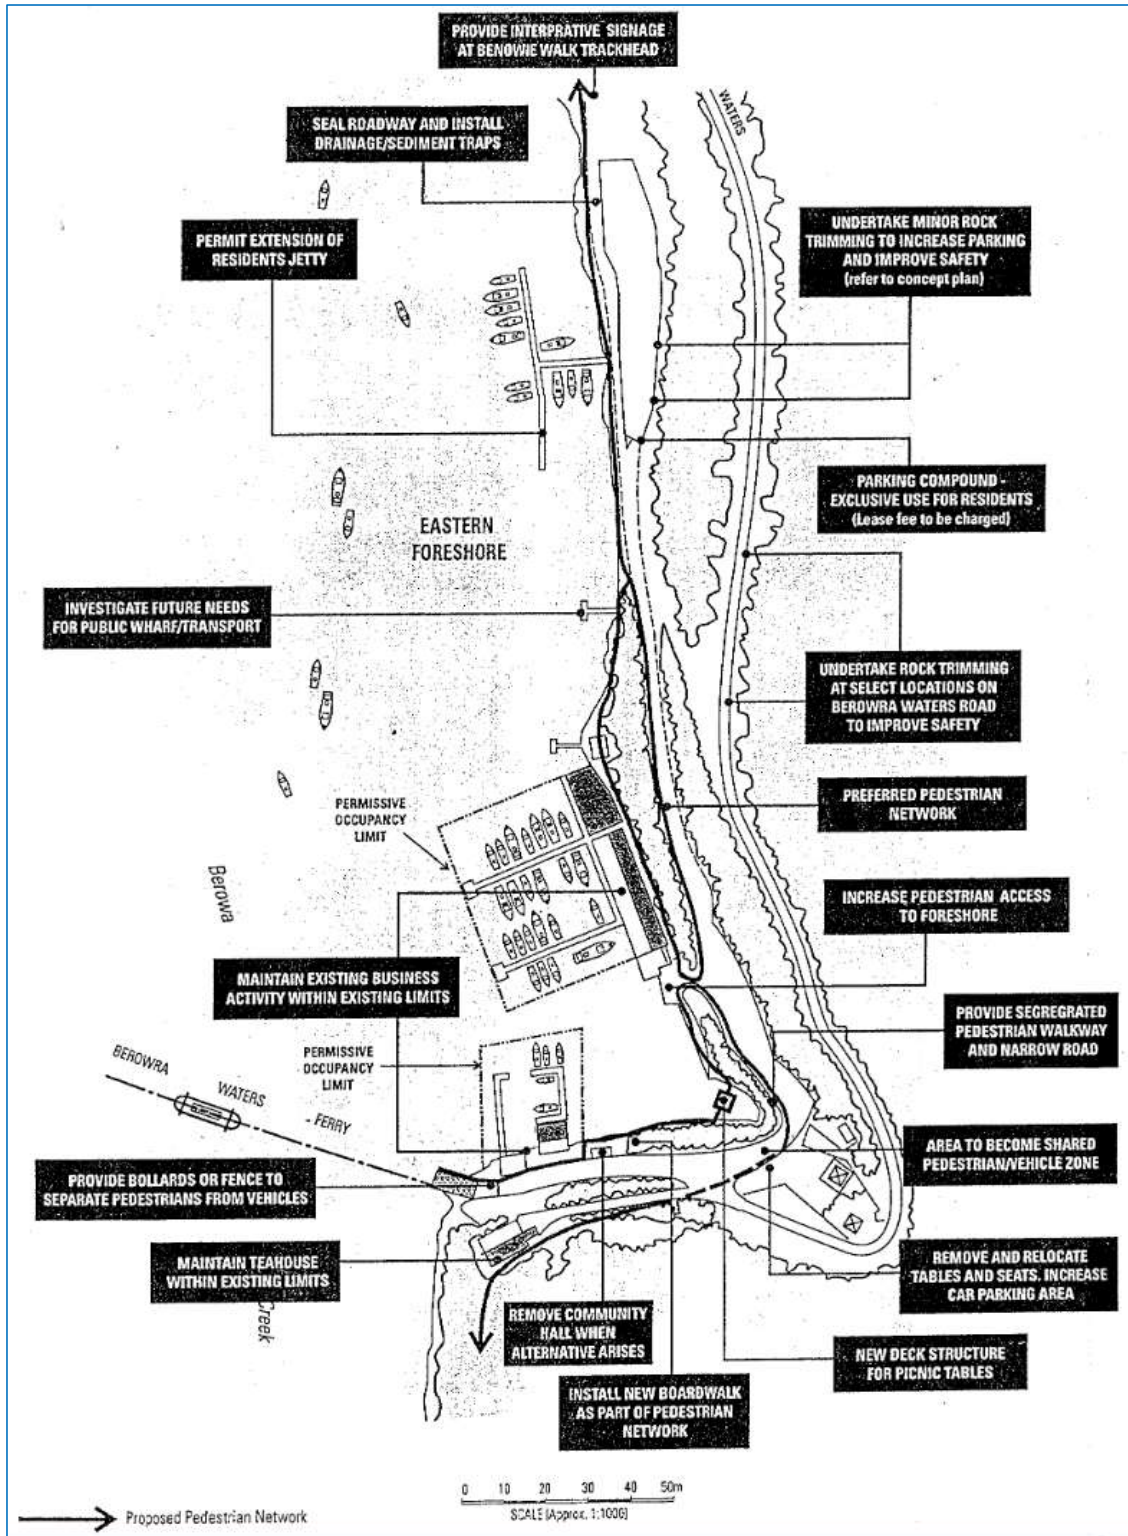 PROVIDE INTERPRATIVE SIGNAGE
AT BENOWIE WALK TRACKHEAD
SEAL ROADWAY AND INSTALL
DRAINAGE/SEDIMENT TRAPS
WATERS
PERMIT EXTENSION OF
RESIDENTS JETTY
UNDERTAKE MINOR ROCK
TRIMMING TO INCREASE PARKING
AND IMPROVE SAFETY
(refer to concept plan)
PARKING COMPOUND -
EXCLUSIVE USE FOR RESIDENTS
(Lease fee to be charged)
EASTERN
FORESHORE
INVESTIGATE FUTURE NEEDS
FOR PUBLIC WHARF/TRANSPORT
UNDERTAKE ROCK TRIMMING
AT SELECT LOCATIONS ON
BEROWRA WATERS ROAD
TO IMPROVE SAFETY
PREFERRED PEDESTRIAN
NETWORK
PERMISSIVE
OCCUPANCY
LIMIT
Berowa
INCREASE PEDESTRIAN ACCESS
TO FORESHORE
MAINTAIN EXISTING BUSINESS
ACTIVITY WITHIN EXISTING LIMITS
PROVIDE SEGREGRATED
PEDESTRIAN WALKWAY
AND NARROW ROAD
PERMISSIVE
OCCUPANCY
LIMIT
BEROWRA
WATERS
FERRY
AREA TO BECOME SHARED
PEDESTRIAN/VEHICLE ZONE
PROVIDE BOLLARDS OR FENCE TO
SEPARATE PEDESTRIANS FROM VEHICLES
MAINTAIN TEAHOUSE
WITHIN EXISTING LIMITS
REMOVE AND RELOCATE
TABLES AND SEATS. INCREASE
CAR PARKING AREA
Creek
REMOVE COMMUNITY
HALL WHEN
ALTERNATIVE ARISES
NEW DECK STRUCTURE
FOR PICNIC TABLES
INSTALL NEW BOARDWALK
AS PART OF PEDESTRIAN
NETWORK
0 10 20 30 40 50m
SCALE (Approx. 1:1000)
Proposed Pedestrian Network